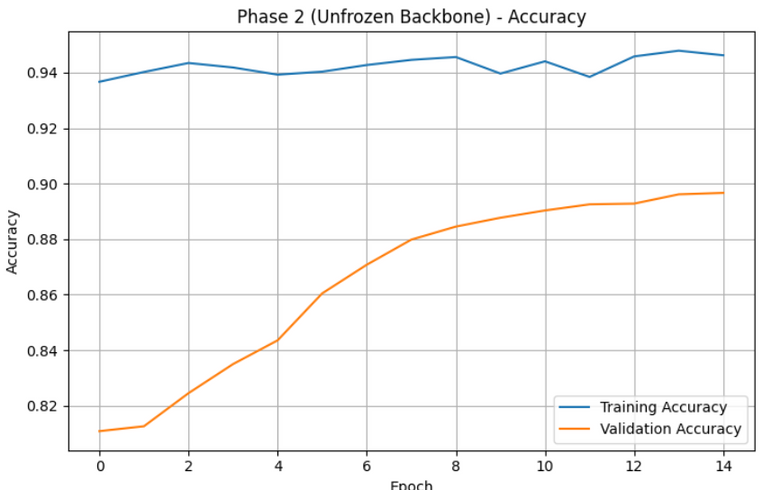 Phase 2 (Unfrozen Backbone) - Accuracy
Accuracy
0.94
0.92
0.90
0.88
0.86
0.84
0.82
Training Accuracy
Validation Accuracy
0 2 4 6 8 10 12 14
Epoch